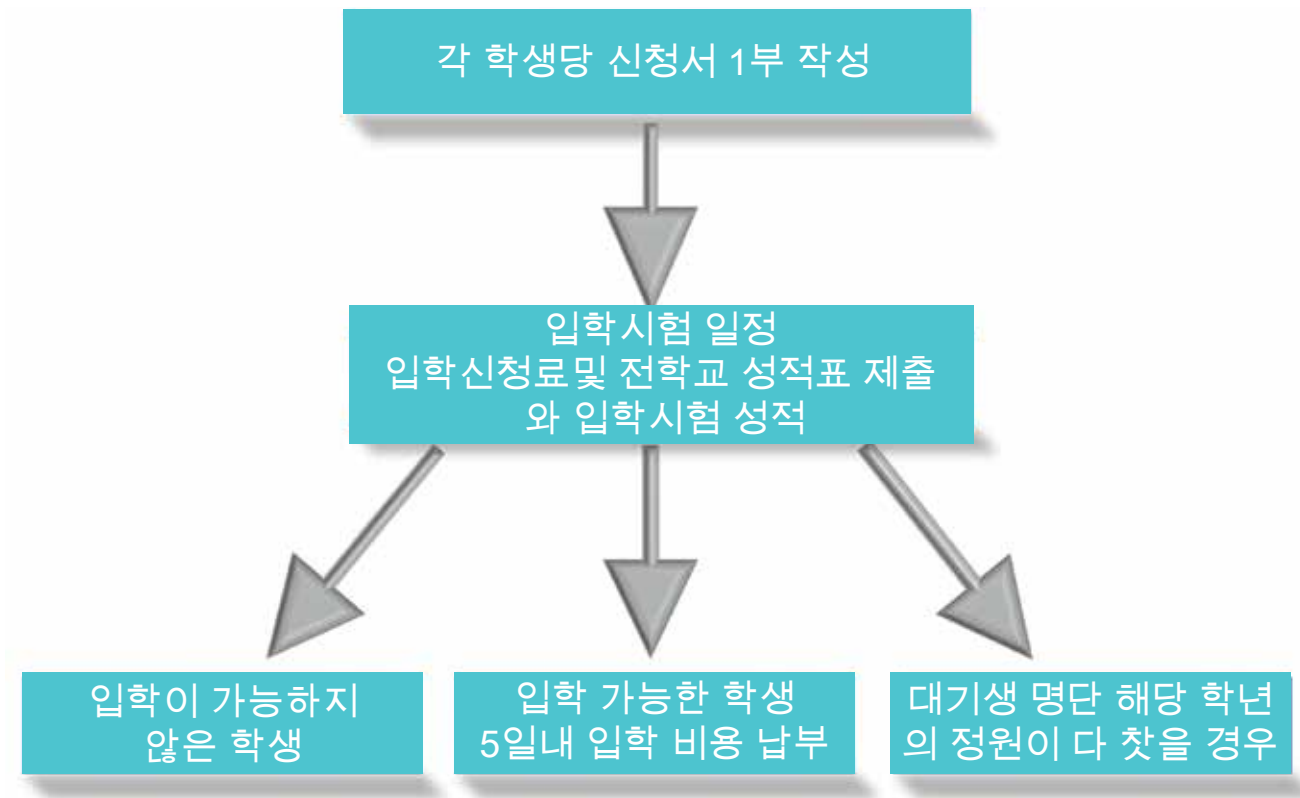 각 학생당 신청서 1부 작성
입학시험 일정
입학신청료및 전학교 성적표 제출
와 입학시험 성적
입학이 가능하지
않은 학생
입학 가능한 학생
5일내 입학 비용 납부
대기생 명단 해당 학년
의 정원이 다 찻을 경우